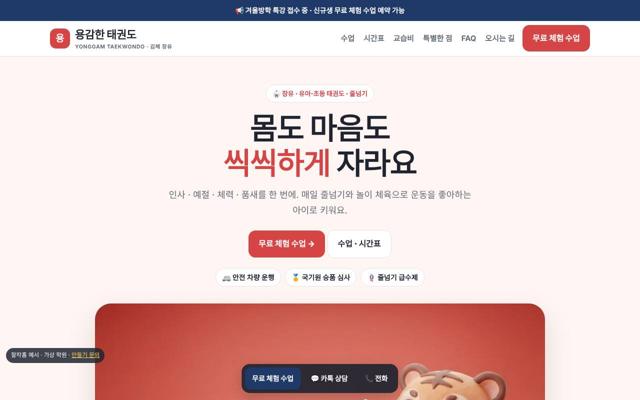 📢 겨울방학 특강 접수 중 · 신규생 무료 체험 수업 예약 가능
용
용감한 태권도
YONGGAM TAEKWONDO · 김해 장유
수업 시간표 교습비 특별한 점 FAQ 오시는 길 무료 체험 수업
🥋 장유 · 유아·초등 태권도 · 줄넘기
몸도 마음도
씩씩하게 자라요
인사 · 예절 · 체력 · 품새를 한 번에. 매일 줄넘기와 놀이 체육으로 운동을 좋아하는
아이로 키워요.
무료 체험 수업 → 수업 · 시간표
🚐 안전 차량 운행 🏅 국기원 승품 심사 줄넘기 급수제
참착홈 예시 · 가상 학원 · 만들기 문의
무료 체험 수업 💬 카톡 상담 📞 전화